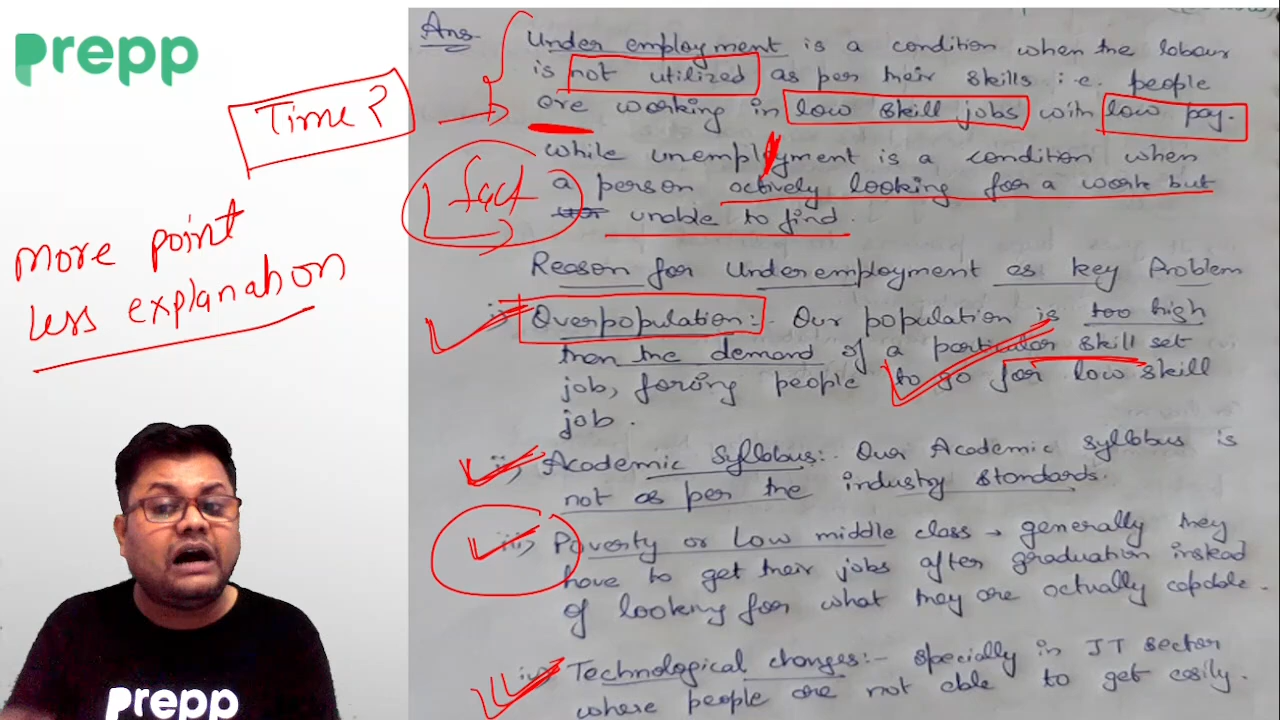 prepp
Time?
more point
less explanation
fact
Ans
Under employment is a condition when the labour
is not utilized as per their skills i.e. people
are working in low skill jobs with low pay.
while unemployment is a condition when
a person actively looking for a work but
unable to find.
Reason for Underemployment as key Problem
i) Overpopulation:- Our population is too high
then the demand of a particular skill set
job, forcing people to go for low skill
job.
ii) Academic Syllabus:- Our Academic syllabus is
not as per the industry standards.
iii) Poverty or Low middle class → generally they
have to get their jobs after graduation instead
of looking for what they are actually capable.
iv) Technological changes:- specially in IT sector
where people are not able to get easily.
prepp